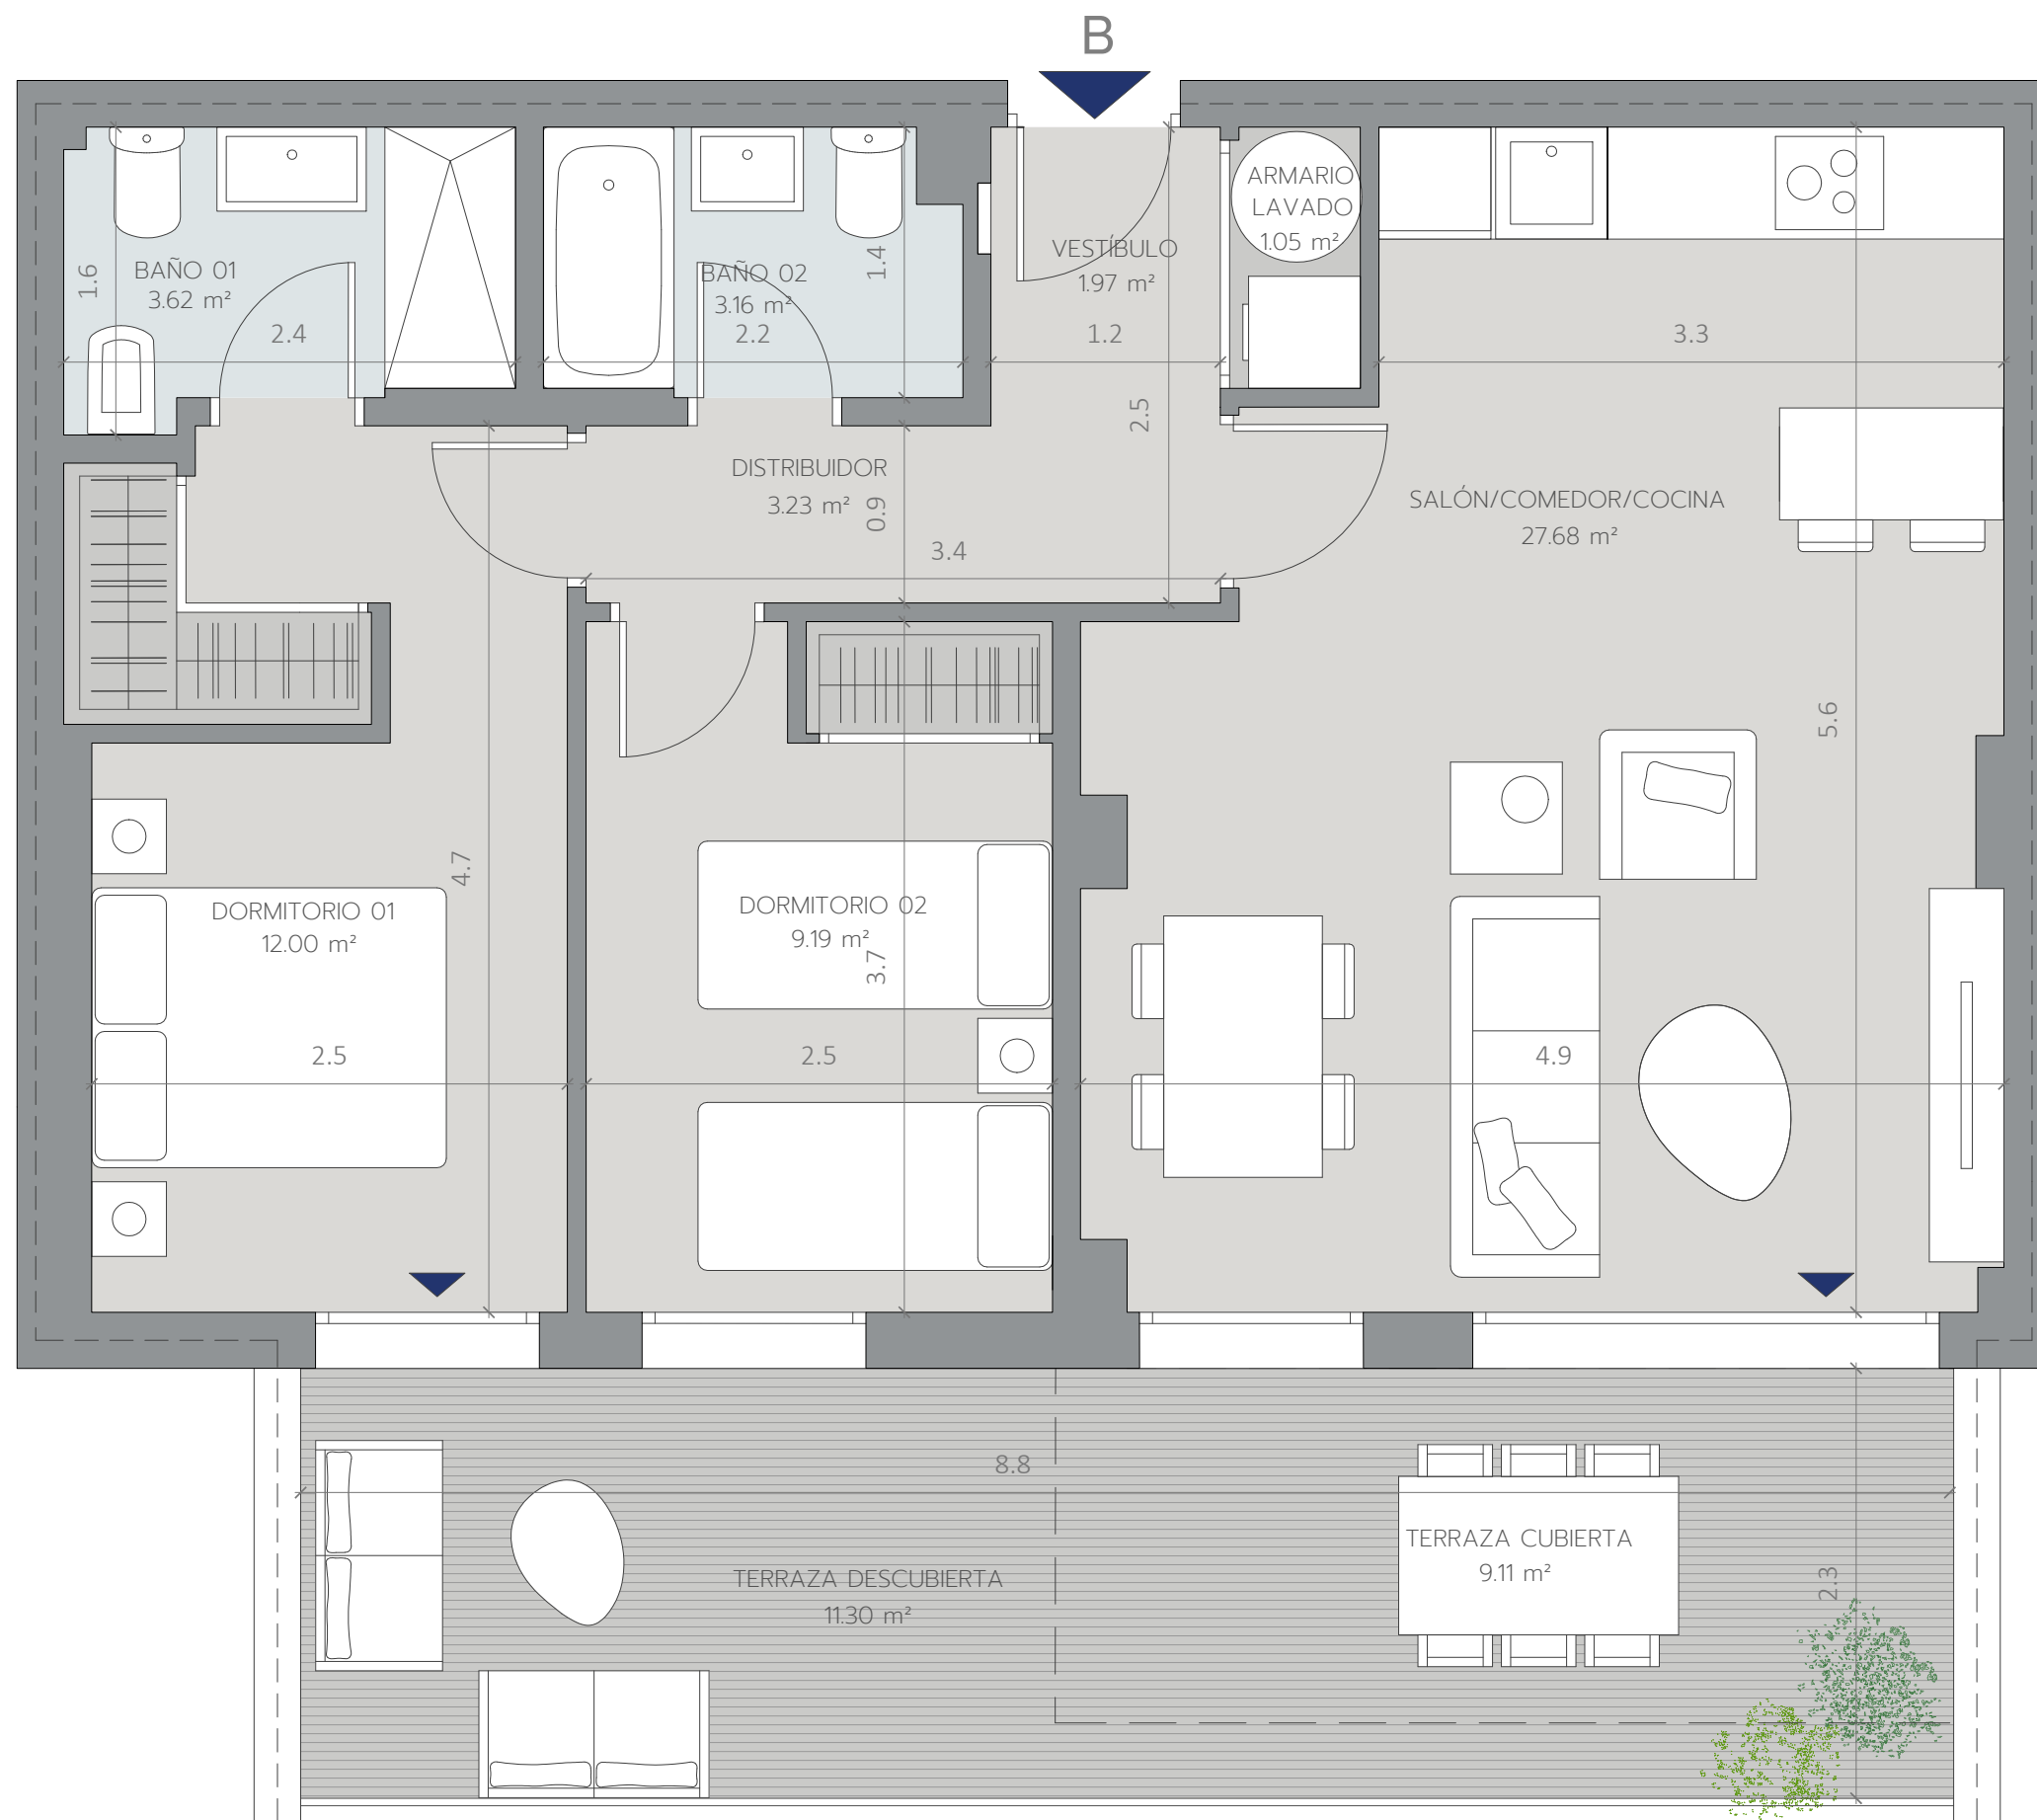 B
ARMARIO
LAVADO
1.05 m²
VESTÍBULO
1.97 m²
BAÑO 01
3.62 m²
BAÑO 02
3.16 m²
1.6
1.4
2.4
2.2
1.2
3.3
2.5
DISTRIBUIDOR
3.23 m²
0.9
3.4
SALÓN/COMEDOR/COCINA
27.68 m²
5.6
4.7
DORMITORIO 01
12.00 m²
DORMITORIO 02
9.19 m²
3.7
2.5
2.5
4.9
8.8
TERRAZA CUBIERTA
9.11 m²
TERRAZA DESCUBIERTA
11.30 m²
2.3